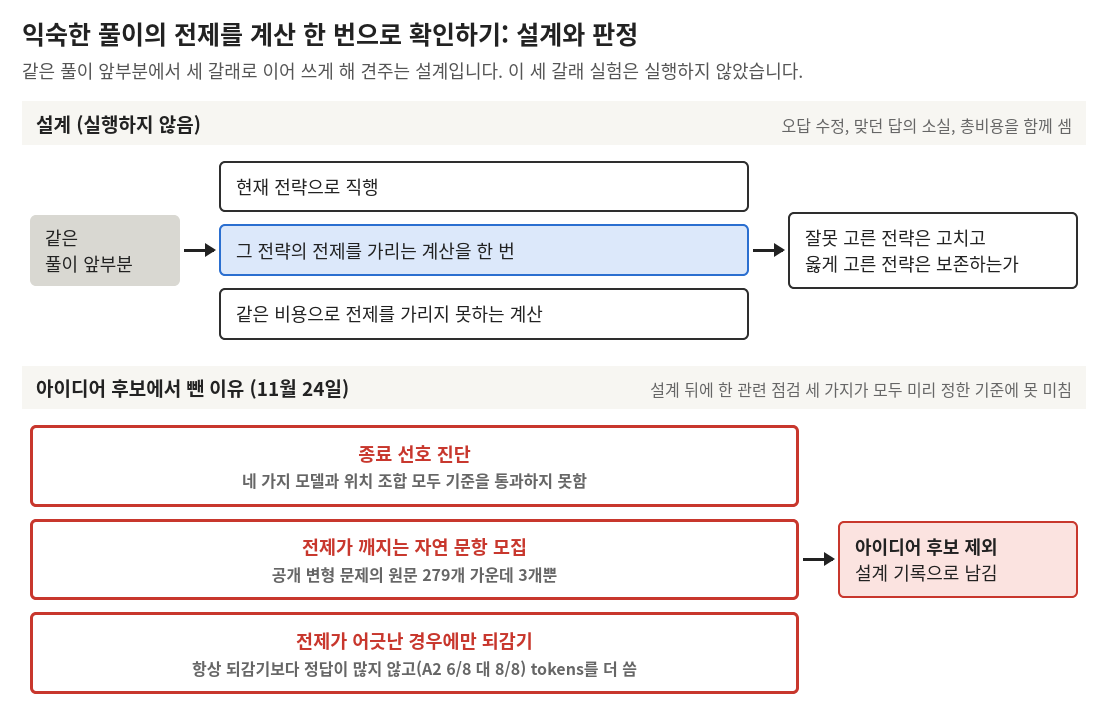 익숙한 풀이의 전제를 계산 한 번으로 확인하기: 설계와 판정
같은 풀이 앞부분에서 세 갈래로 이어 쓰게 해 견주는 설계입니다. 이 세 갈래 실험은 실행하지 않았습니다.
설계 (실행하지 않음)
오답 수정, 맞던 답의 소실, 총비용을 함께 셈
현재 전략으로 직행
같은
풀이 앞부분
그 전략의 전제를 가리는 계산을 한 번
잘못 고른 전략은 고치고
옳게 고른 전략은 보존하는가
같은 비용으로 전제를 가리지 못하는 계산
아이디어 후보에서 뺀 이유 (11월 24일)
설계 뒤에 한 관련 점검 세 가지가 모두 미리 정한 기준에 못 미침
종료 선호 진단
네 가지 모델과 위치 조합 모두 기준을 통과하지 못함
전제가 깨지는 자연 문항 모집
공개 변형 문제의 원문 279개 가운데 3개뿐
아이디어 후보 제외
설계 기록으로 남김
전제가 어긋난 경우에만 되감기
항상 되감기보다 정답이 많지 않고(A2 6/8 대 8/8) tokens를 더 씀